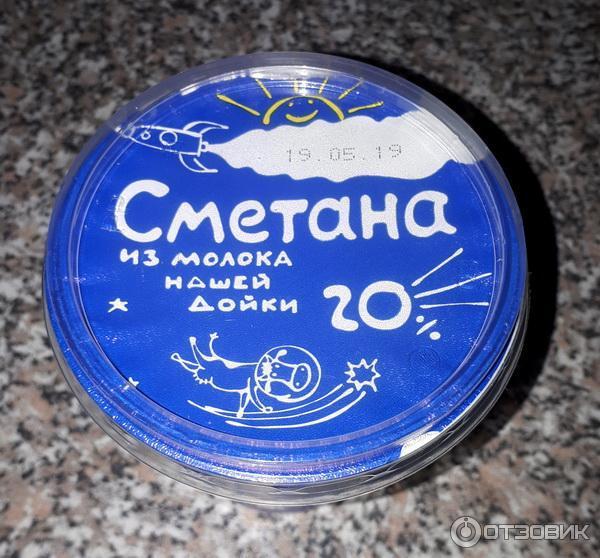 19.05.19
Сметана
из молока
нашей
дойки
20%
ОТЗОВИК